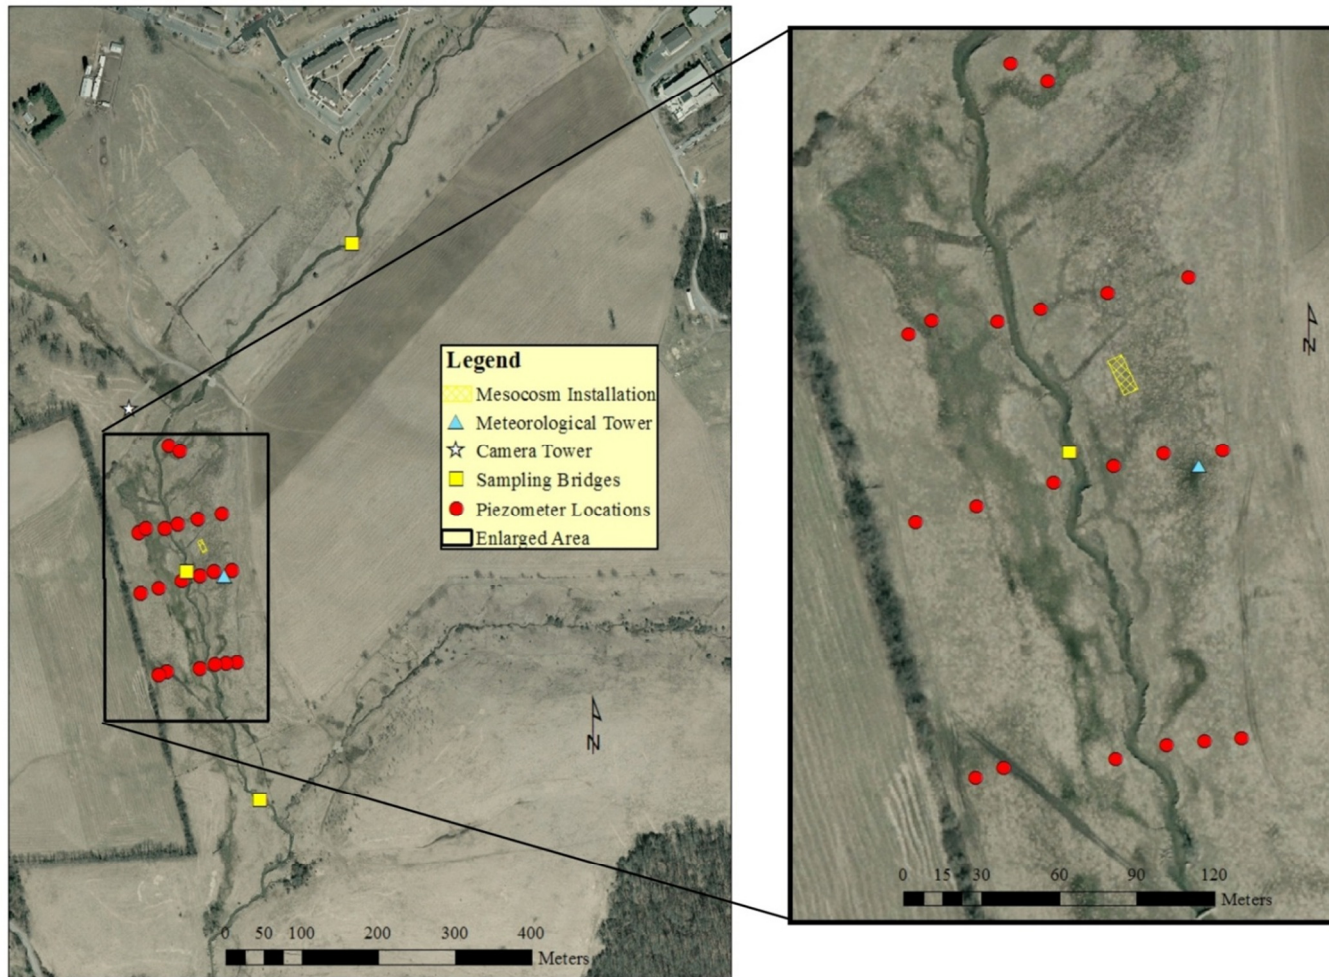 Legend
Mesocosm Installation
Meteorological Tower
Camera Tower
Sampling Bridges
Piezometer Locations
Enlarged Area
N
0 50 100 200 300 400
Meters
N
0 15 30 60 90 120
Meters